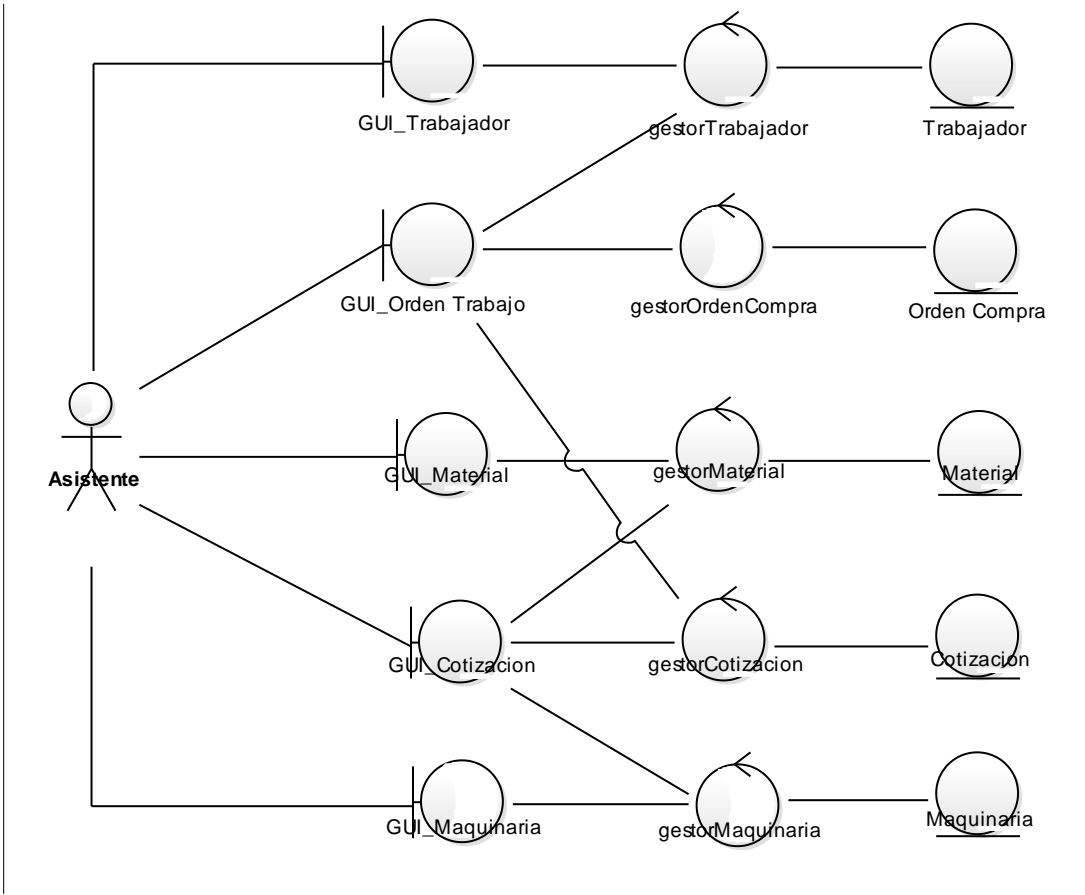 GUI_Trabajador
gestorTrabajador
Trabajador
GUI_Orden Trabajo
gestorOrdenCompra
Orden Compra
Asistente
GUI_Material
gestorMaterial
Material
GUI_Cotizacion
gestorCotizacion
Cotizacion
GUI_Maquinaria
gestorMaquinaria
Maquinaria